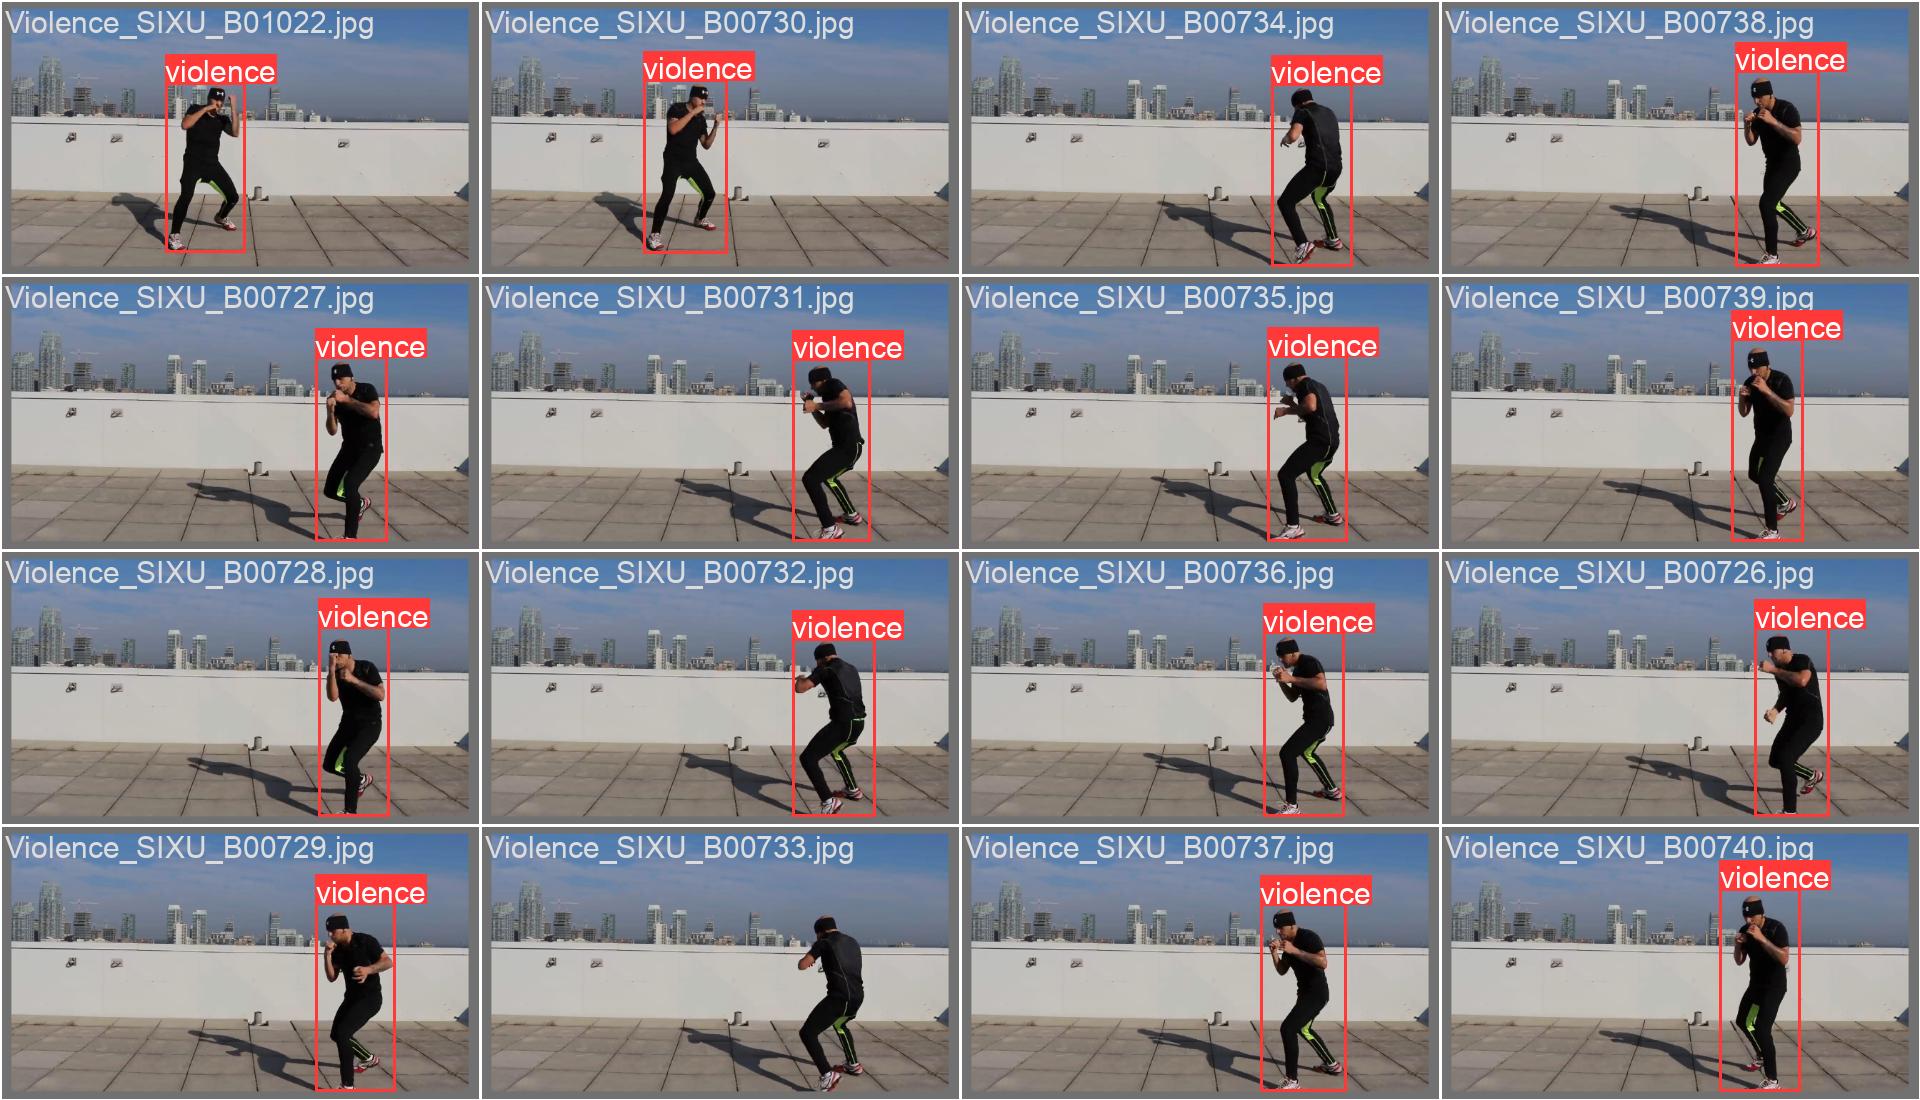 Violence_SIXU_B01022.jpg
violence
Violence_SIXU_B00730.jpg
violence
Violence_SIXU_B00734.jpg
violence
Violence_SIXU_B00738.jpg
violence
Violence_SIXU_B00727.jpg
violence
Violence_SIXU_B00731.jpg
violence
Violence_SIXU_B00735.jpg
violence
Violence_SIXU_B00739.jpg
violence
Violence_SIXU_B00728.jpg
violence
Violence_SIXU_B00732.jpg
violence
Violence_SIXU_B00736.jpg
violence
Violence_SIXU_B00726.jpg
violence
Violence_SIXU_B00729.jpg
violence
Violence_SIXU_B00733.jpg
Violence_SIXU_B00737.jpg
violence
Violence_SIXU_B00740.jpg
violence